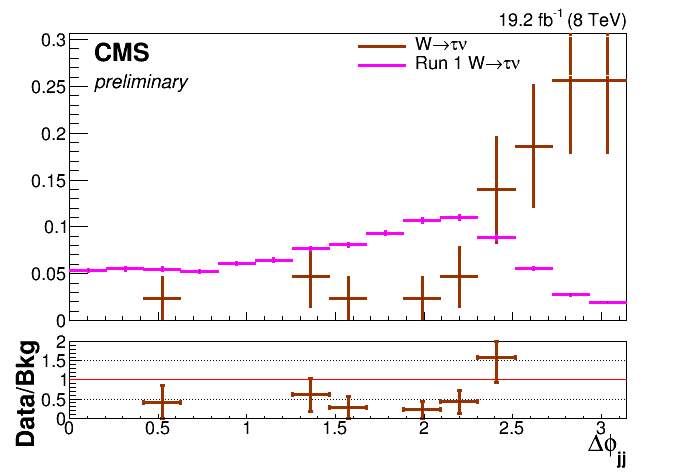 19.2 fb⁻¹ (8 TeV)
CMS
preliminary
W→τν
Run 1 W→τν
0.3
0.25
0.2
0.15
0.1
0.05
0
Data/Bkg
2
1.5
1
0.5
0
0 0.5 1 1.5 2 2.5 3
Δϕjj